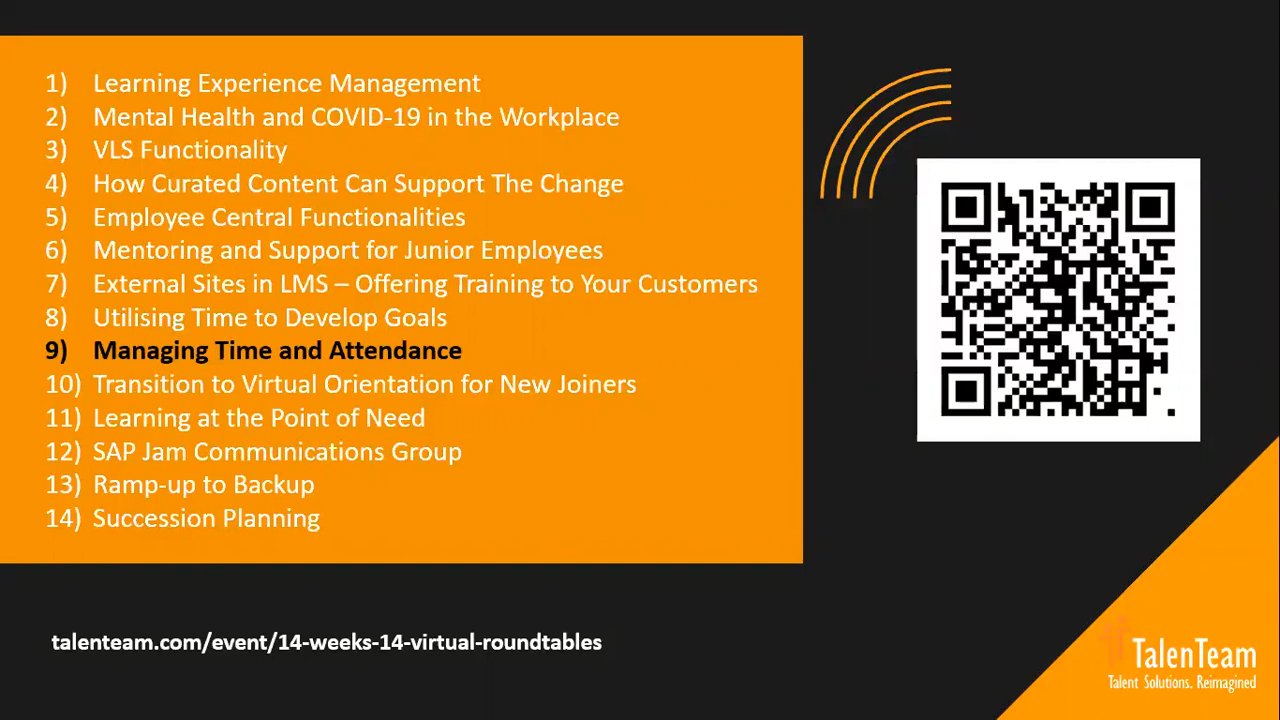 1) Learning Experience Management
2) Mental Health and COVID-19 in the Workplace
3) VLS Functionality
4) How Curated Content Can Support The Change
5) Employee Central Functionalities
6) Mentoring and Support for Junior Employees
7) External Sites in LMS – Offering Training to Your Customers
8) Utilising Time to Develop Goals
9) Managing Time and Attendance
10) Transition to Virtual Orientation for New Joiners
11) Learning at the Point of Need
12) SAP Jam Communications Group
13) Ramp-up to Backup
14) Succession Planning
talenteam.com/event/14-weeks-14-virtual-roundtables
TalenTeam
Talent Solutions, Reimagined